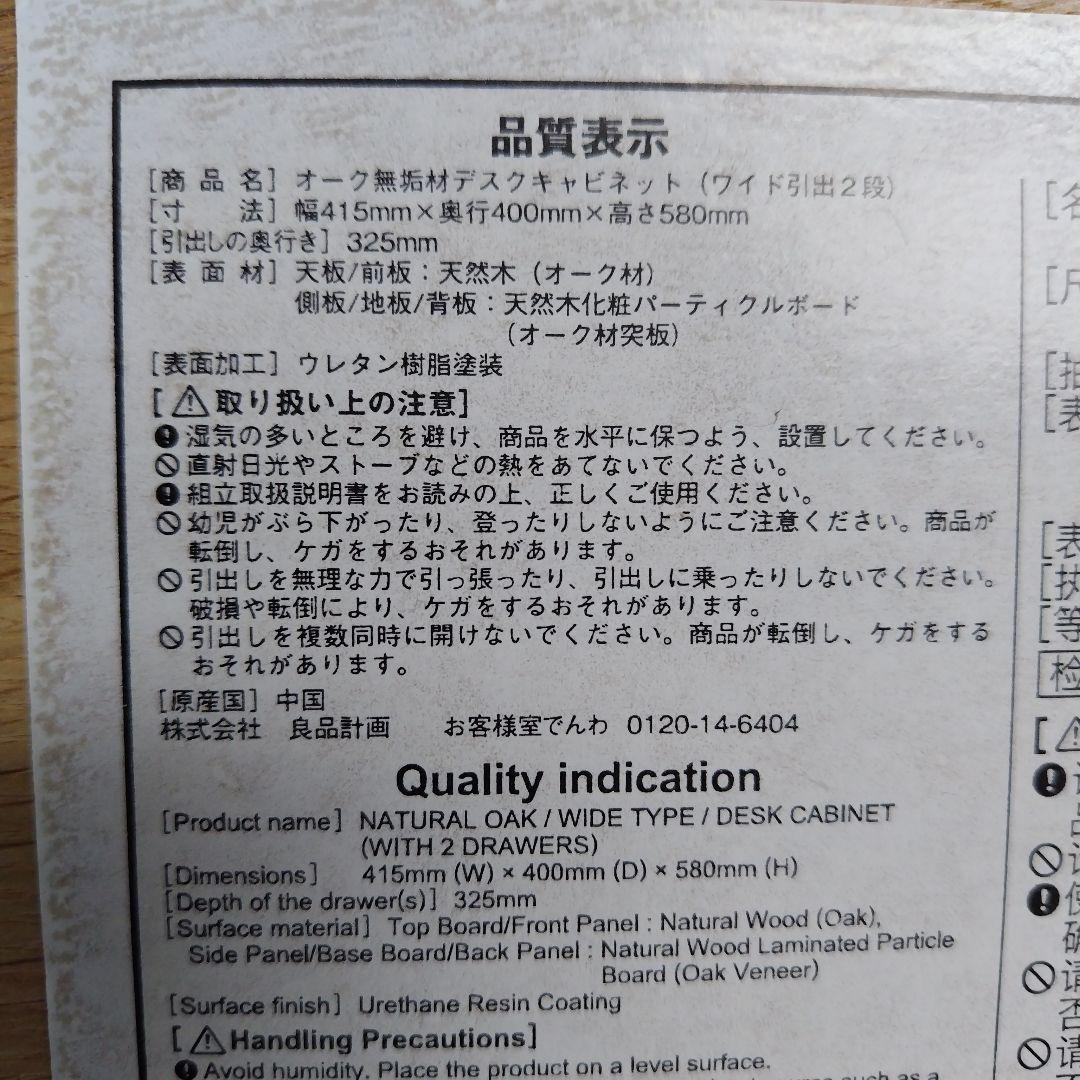 品質表示
[商品名] オーク無垢材デスクキャビネット（ワイド引出2段）
[寸　法] 幅415mm×奥行400mm×高さ580mm
[引出しの奥行き] 325mm
[表面材] 天板/前板：天然木（オーク材）
側板/地板/背板：天然木化粧パーティクルボード
（オーク材突板）
[表面加工] ウレタン樹脂塗装
[⚠取り扱い上の注意]
湿気の多いところを避け、商品を水平に保つよう、設置してください。
直射日光やストーブなどの熱をあてないでください。
組立取扱説明書をお読みの上、正しくご使用ください。
幼児がぶら下がったり、登ったりしないようにご注意ください。商品が
転倒し、ケガをするおそれがあります。
引出しを無理な力で引っ張ったり、引出しに乗ったりしないでください。
破損や転倒により、ケガをするおそれがあります。
引出しを複数同時に開けないでください。商品が転倒し、ケガをする
おそれがあります。
[原産国] 中国
株式会社　良品計画　　お客様室でんわ 0120-14-6404
Quality indication
[Product name] NATURAL OAK / WIDE TYPE / DESK CABINET
(WITH 2 DRAWERS)
[Dimensions] 415mm (W) × 400mm (D) × 580mm (H)
[Depth of the drawer(s)] 325mm
[Surface material] Top Board/Front Panel : Natural Wood (Oak),
Side Panel/Base Board/Back Panel : Natural Wood Laminated Particle
Board (Oak Veneer)
[Surface finish] Urethane Resin Coating
[⚠Handling Precautions]
Avoid humidity. Place the product on a level surface.
such as a
[名
[尺
[抽
[表
[表
[执
[等
检
[⚠
请
使
确
请
否
请